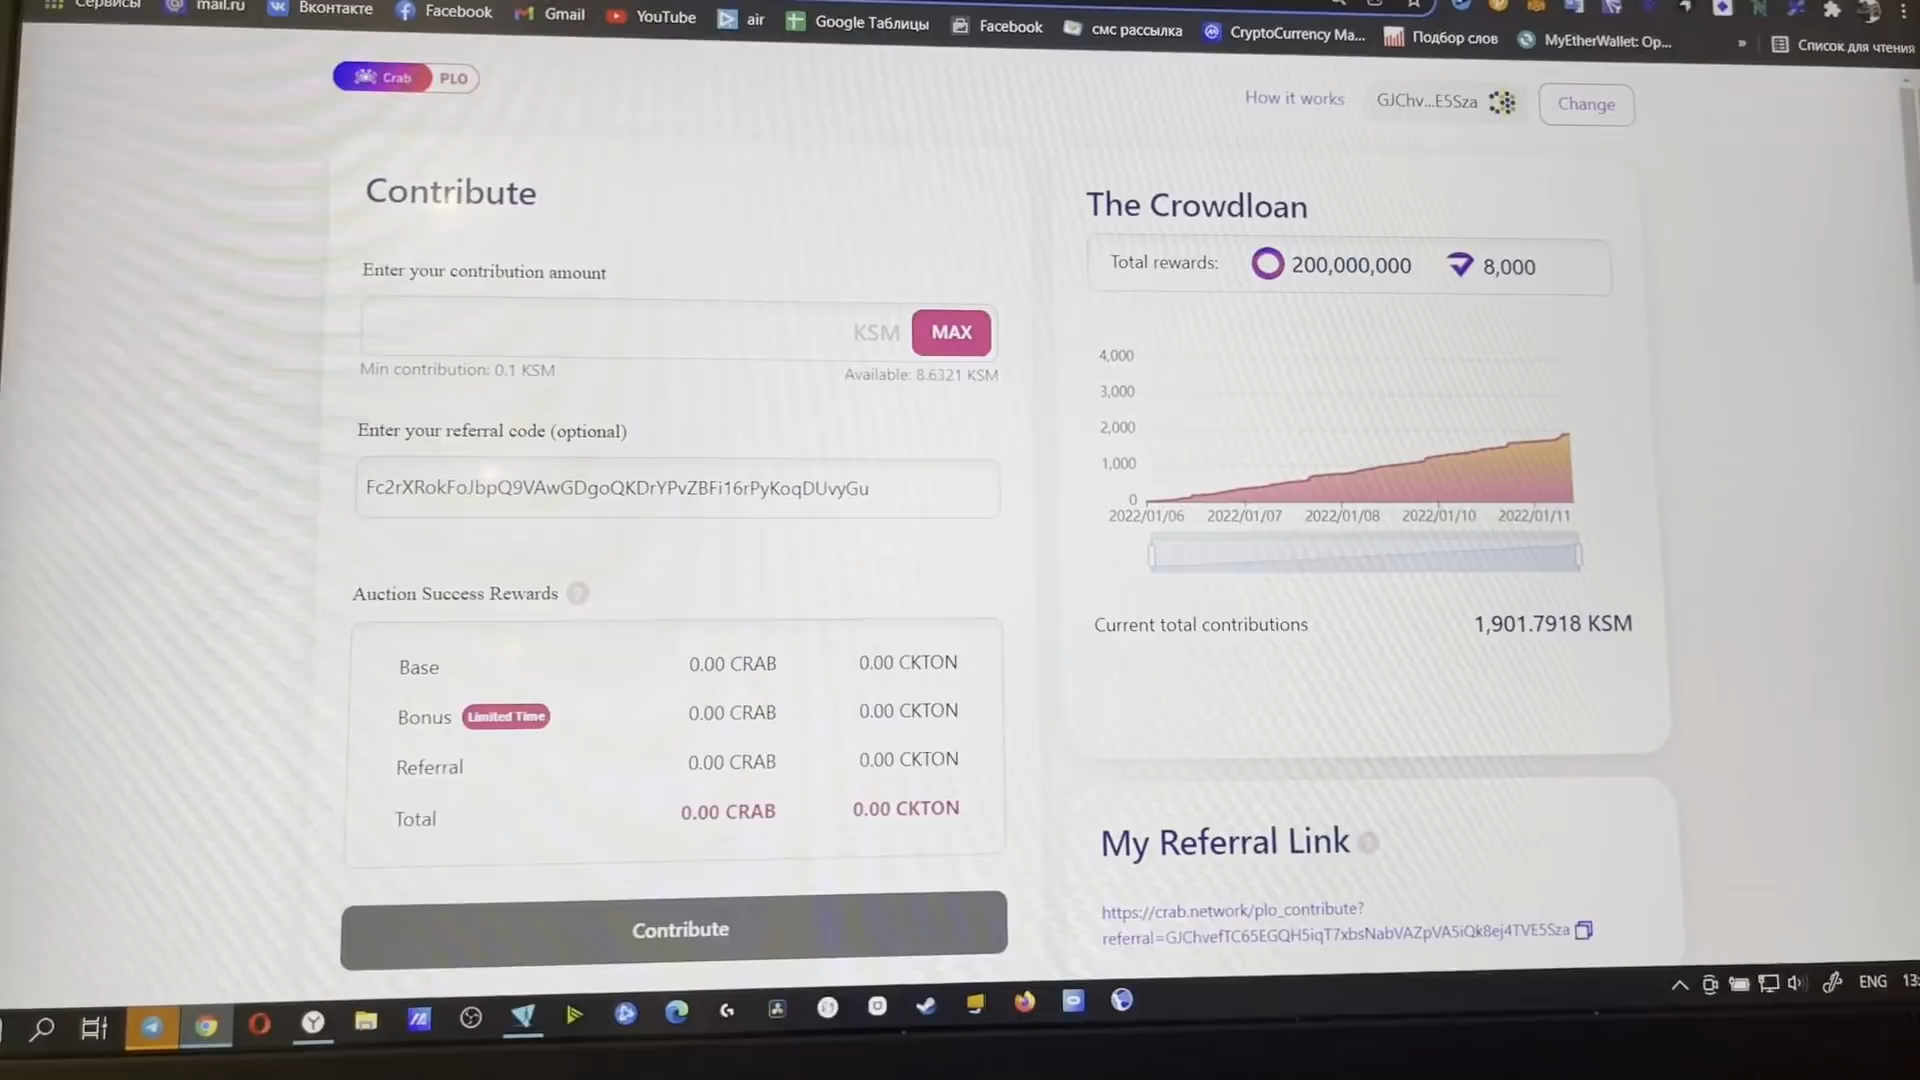 Сервисы mail.ru Вконтакте Facebook Gmail YouTube air Google Таблицы Facebook смс рассылка CryptoCurrency Ma... Подбор слов MyEtherWallet: Op... » Список для чтения
Crab PLO
How it works GJChv...E5Sza Change
Contribute
Enter your contribution amount
KSM MAX
Min contribution: 0.1 KSM Available: 8.6321 KSM
Enter your referral code (optional)
Fc2rXRokFoJbpQ9VAwGDgoQKDrYPvZBFi16rPyKoqDUvyGu
Auction Success Rewards ?
Base 0.00 CRAB 0.00 CKTON
Bonus Limited Time 0.00 CRAB 0.00 CKTON
Referral 0.00 CRAB 0.00 CKTON
Total 0.00 CRAB 0.00 CKTON
Contribute
The Crowdloan
Total rewards: 200,000,000 8,000
4,000
3,000
2,000
1,000
0
2022/01/06 2022/01/07 2022/01/08 2022/01/10 2022/01/11
Current total contributions 1,901.7918 KSM
My Referral Link
https://crab.network/plo_contribute?
referral=GJChvefTC65EGQH5iqT7xbsNabVAZpVA5iQk8ej4TVE5Sza
ENG